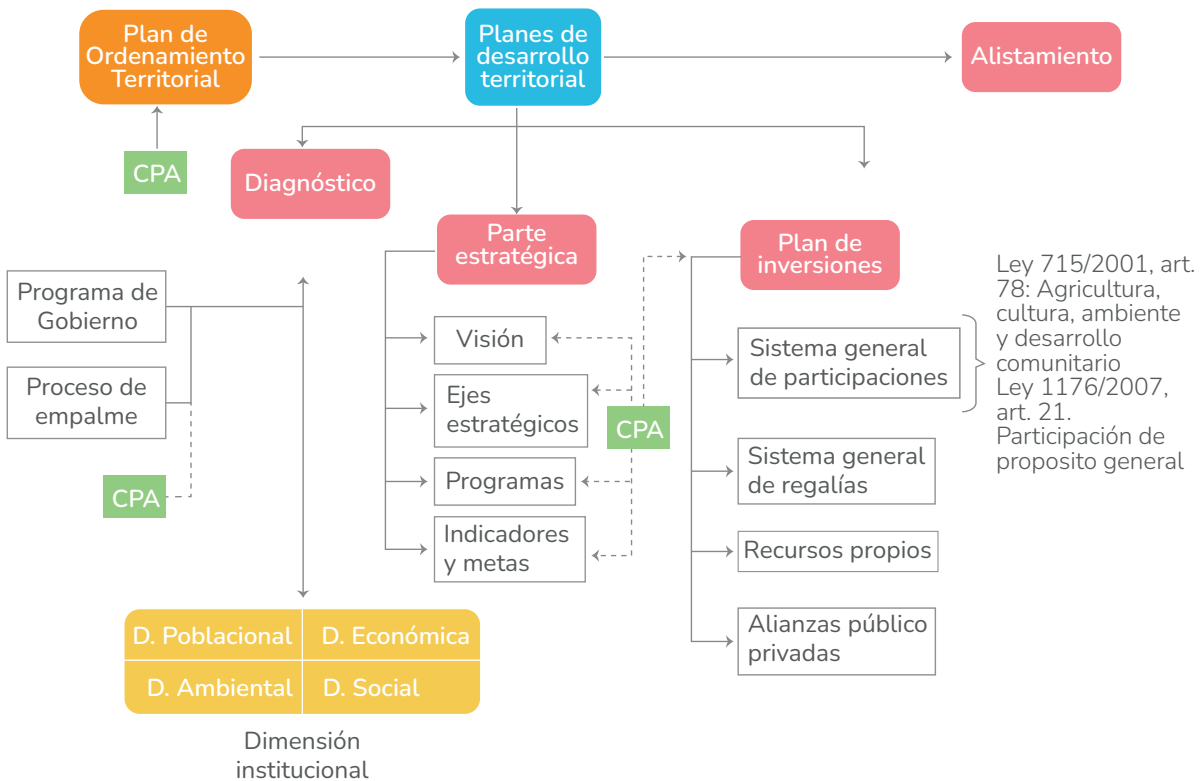 Plan de
Ordenamiento
Territorial
Planes de
desarrollo
territorial
Alistamiento
CPA
Diagnóstico
Parte
estratégica
Plan de
inversiones
Programa de
Gobierno
Proceso de
empalme
CPA
Visión
Ejes
estratégicos
Programas
Indicadores
y metas
CPA
Sistema general
de participaciones
Sistema general
de regalías
Recursos propios
Alianzas público
privadas
Ley 715/2001, art.
78: Agricultura,
cultura, ambiente
y desarrollo
comunitario
Ley 1176/2007,
art. 21.
Participación de
proposito general
D. Poblacional
D. Económica
D. Ambiental
D. Social
Dimensión
institucional